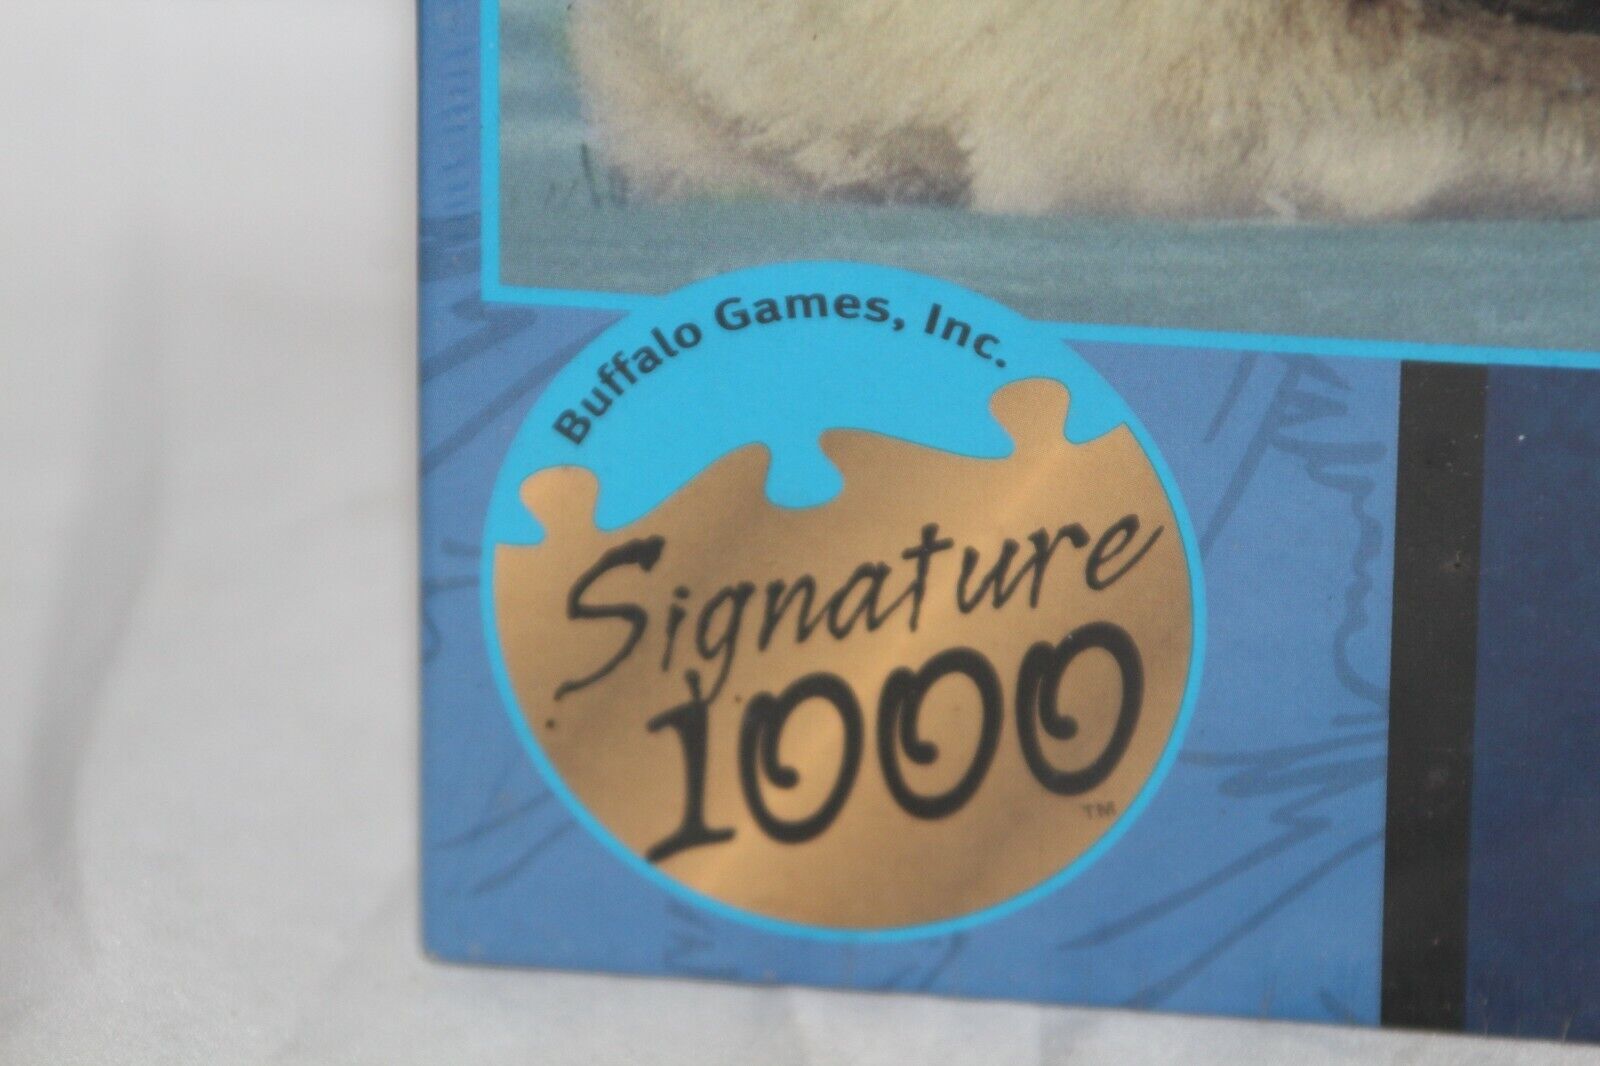 Buffalo Games, Inc.
Signature
1000
TM